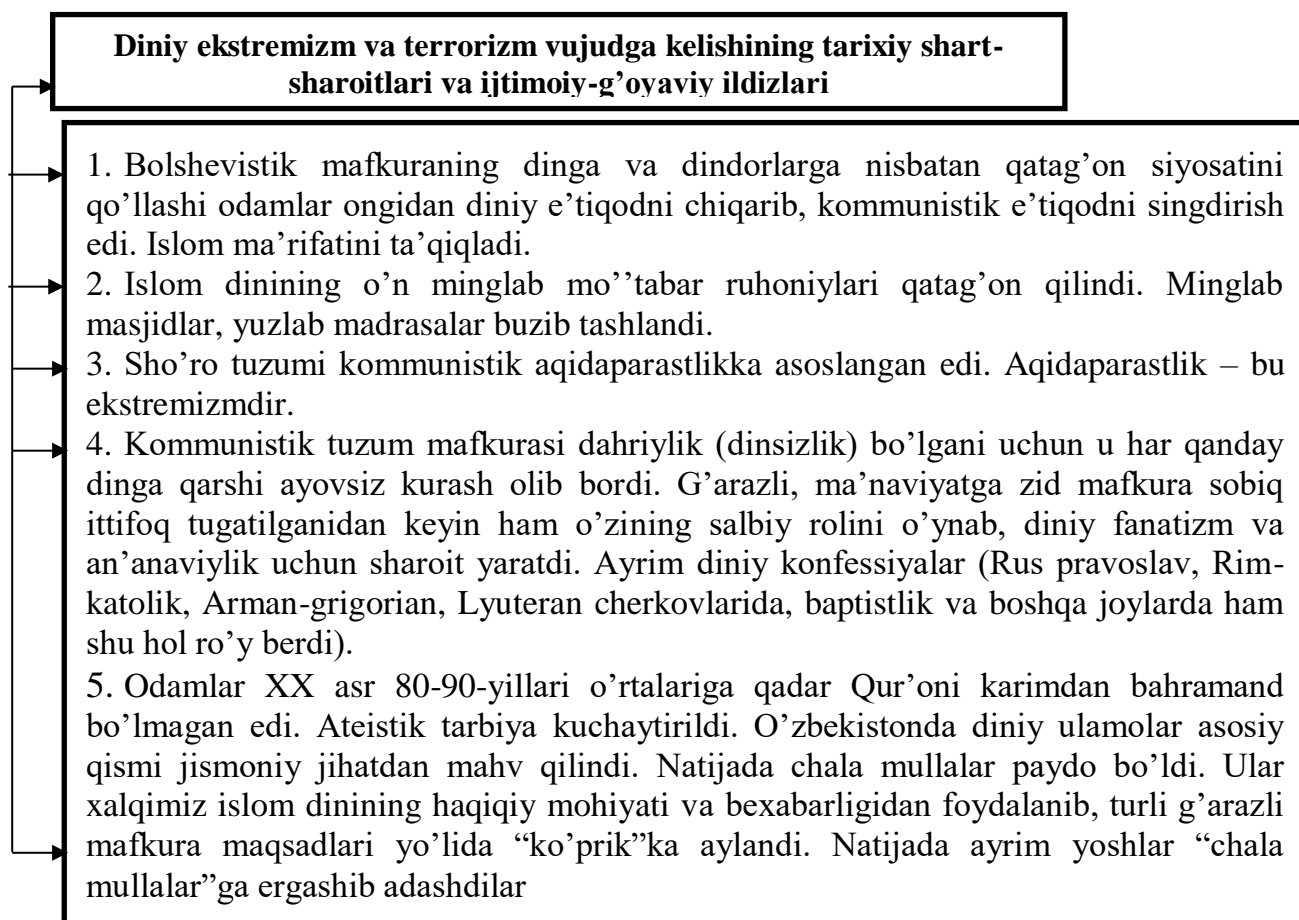 Diniy ekstremizm va terrorizm vujudga kelishining tarixiy shart-
sharoitlari va ijtimoiy-g’oyaviy ildizlari
1. Bolshevistik mafkuraning dinga va dindorlarga nisbatan qatag’on siyosatini
qo’llashi odamlar ongidan diniy e’tiqodni chiqarib, kommunistik e’tiqodni singdirish
edi. Islom ma’rifatini ta’qiqladi.
2. Islom dinining o’n minglab mo’’tabar ruhoniylari qatag’on qilindi. Minglab
masjidlar, yuzlab madrasalar buzib tashlandi.
3. Sho’ro tuzumi kommunistik aqidaparastlikka asoslangan edi. Aqidaparastlik – bu
ekstremizmdir.
4. Kommunistik tuzum mafkurasi dahriylik (dinsizlik) bo’lgani uchun u har qanday
dinga qarshi ayovsiz kurash olib bordi. G’arazli, ma’naviyatga zid mafkura sobiq
ittifoq tugatilganidan keyin ham o’zining salbiy rolini o’ynab, diniy fanatizm va
an’anaviylik uchun sharoit yaratdi. Ayrim diniy konfessiyalar (Rus pravoslav, Rim-
katolik, Arman-grigorian, Lyuteran cherkovlarida, baptistlik va boshqa joylarda ham
shu hol ro’y berdi).
5. Odamlar XX asr 80-90-yillari o’rtalariga qadar Qur’oni karimdan bahramand
bo’lmagan edi. Ateistik tarbiya kuchaytirildi. O’zbekistonda diniy ulamolar asosiy
qismi jismoniy jihatdan mahv qilindi. Natijada chala mullalar paydo bo’ldi. Ular
xalqimiz islom dinining haqiqiy mohiyati va bexabarligidan foydalanib, turli g’arazli
mafkura maqsadlari yo’lida “ko’prik”ka aylandi. Natijada ayrim yoshlar “chala
mullalar”ga ergashib adashdilar